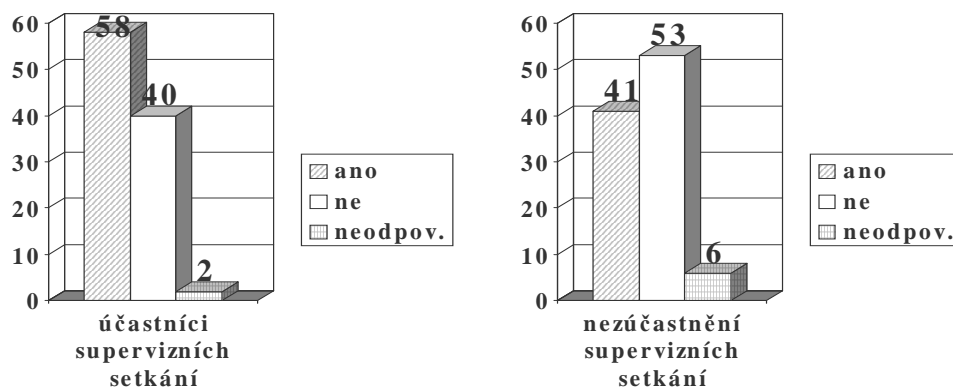 60
50
40
30
20
10
0
58
40
2
účastníci
supervizních
setkání
ano
ne
neodpov.
60
50
40
30
20
10
0
41
53
6
nezúčastnění
supervizních
setkání
ano
ne
neodpov.